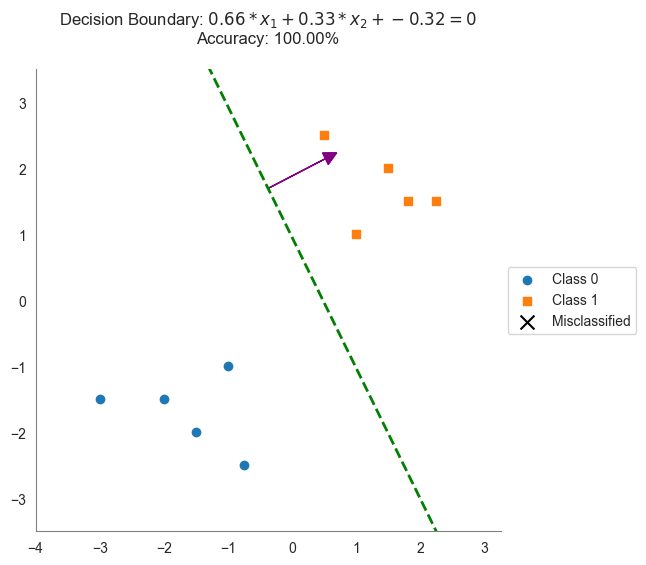 Decision Boundary: 0.66 * x₁ + 0.33 * x₂ + −0.32 = 0
Accuracy: 100.00%
3
2
1
0
−1
−2
−3
−4 −3 −2 −1 0 1 2 3
Class 0
Class 1
Misclassified